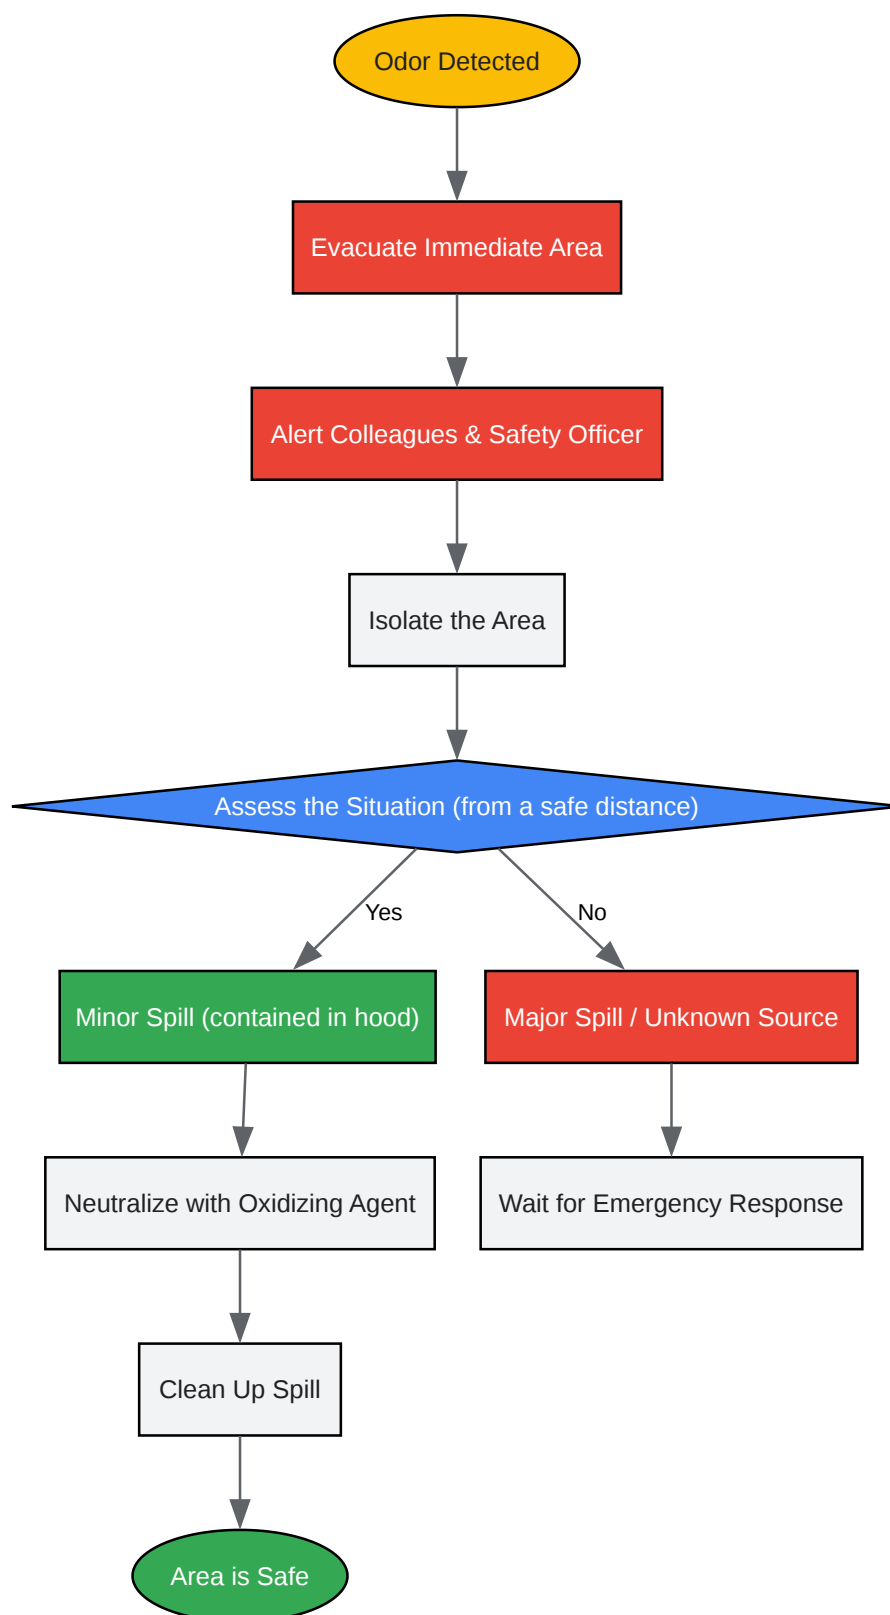 Odor Detected
Evacuate Immediate Area
Alert Colleagues & Safety Officer
Isolate the Area
Assess the Situation (from a safe distance)
Yes
No
Minor Spill (contained in hood)
Major Spill / Unknown Source
Neutralize with Oxidizing Agent
Wait for Emergency Response
Clean Up Spill
Area is Safe